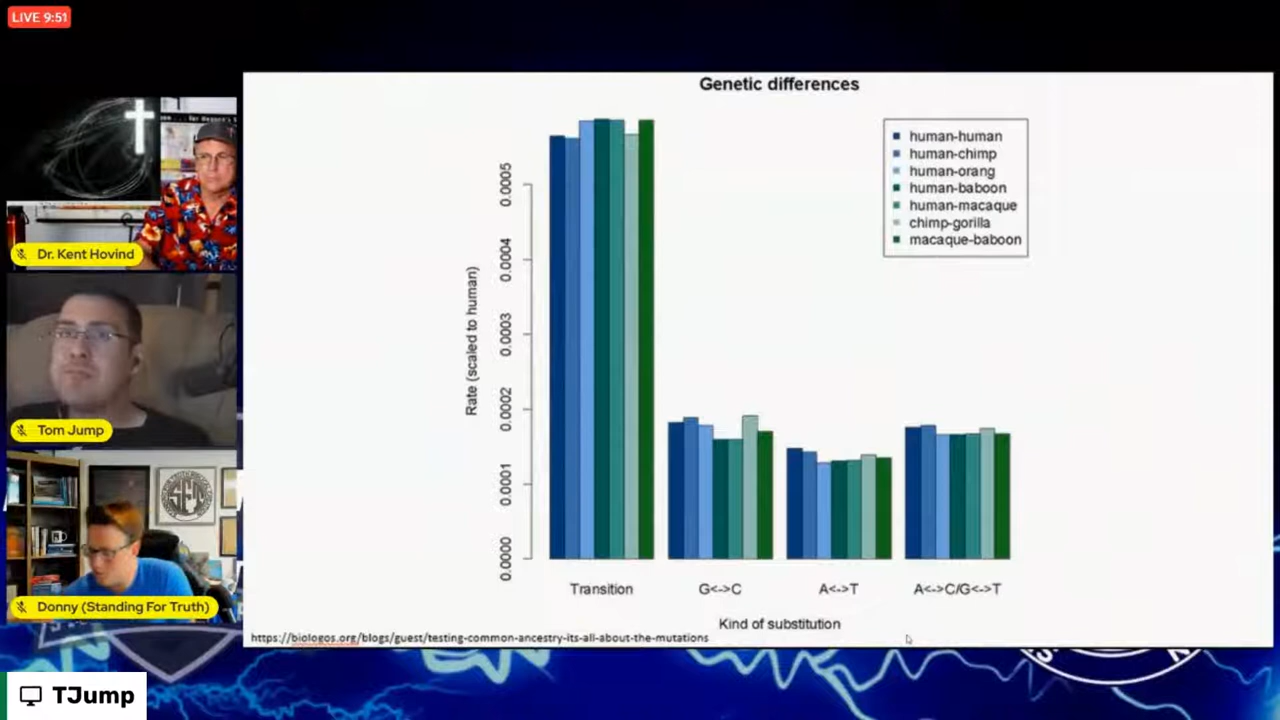 LIVE 9:51
Genetic differences
human-human
human-chimp
human-orang
human-baboon
human-macaque
chimp-gorilla
macaque-baboon
Rate (scaled to human)
0.0005
0.0004
0.0003
0.0002
0.0001
0.0000
Transition
G<->C
A<->T
A<->C/G<->T
Kind of substitution
https://biologos.org/blogs/guest/testing-common-ancestry-its-all-about-the-mutations
Dr. Kent Hovind
Tom Jump
SFT
Donny (Standing For Truth)
TJump